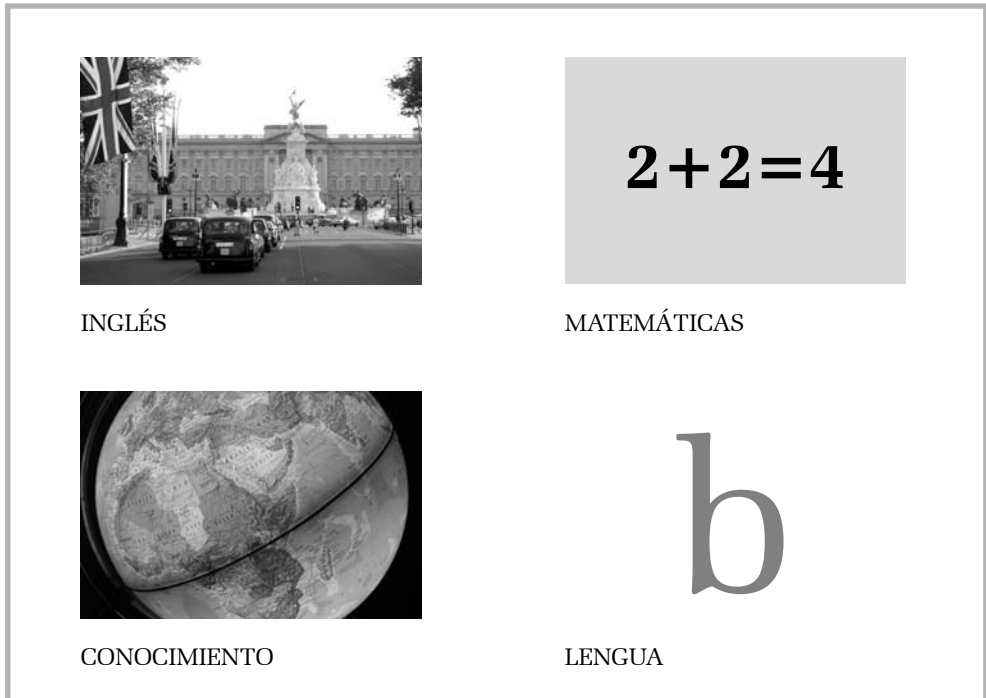 INGLÉS
2+2=4
MATEMÁTICAS
CONOCIMIENTO
b
LENGUA